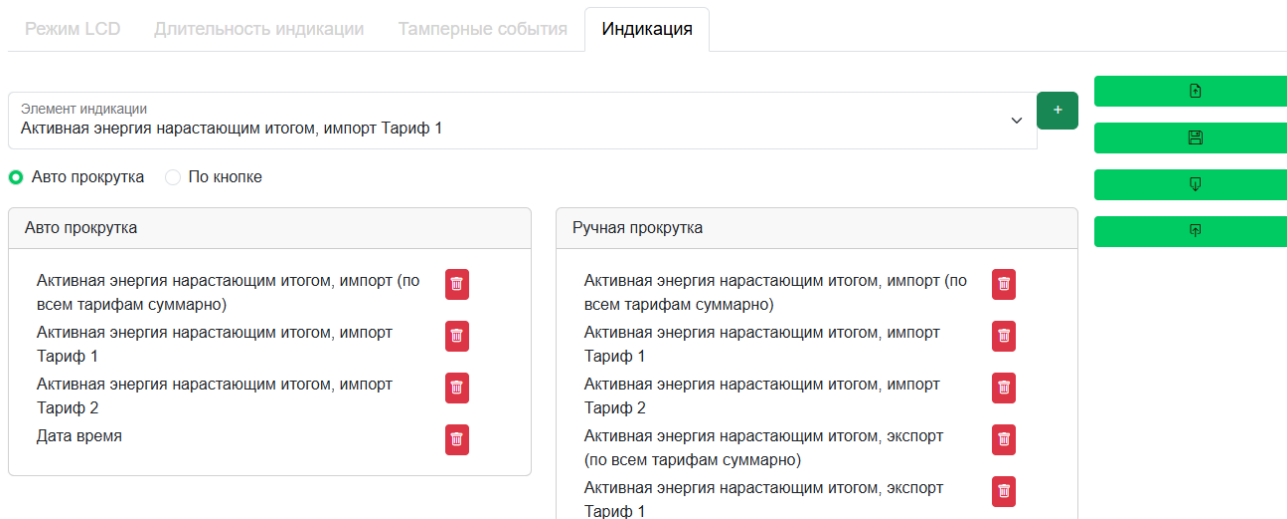 Режим LCD
Длительность индикации
Тамперные события
Индикация
Элемент индикации
Активная энергия нарастающим итогом, импорт Тариф 1
+
Авто прокрутка
По кнопке
Авто прокрутка
Активная энергия нарастающим итогом, импорт (по
всем тарифам суммарно)
Активная энергия нарастающим итогом, импорт
Тариф 1
Активная энергия нарастающим итогом, импорт
Тариф 2
Дата время
Ручная прокрутка
Активная энергия нарастающим итогом, импорт (по
всем тарифам суммарно)
Активная энергия нарастающим итогом, импорт
Тариф 1
Активная энергия нарастающим итогом, импорт
Тариф 2
Активная энергия нарастающим итогом, экспорт
(по всем тарифам суммарно)
Активная энергия нарастающим итогом, экспорт
Тариф 1